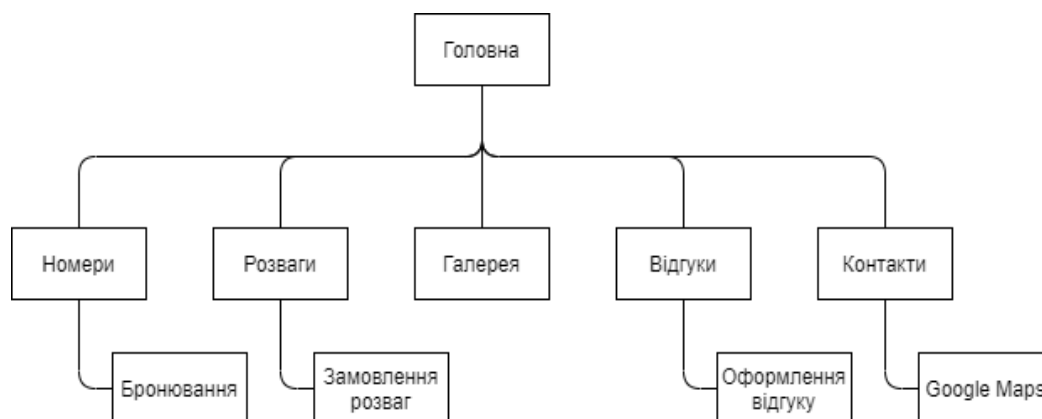 Головна
Номери
Розваги
Галерея
Відгуки
Контакти
Бронювання
Замовлення
розваг
Оформлення
відгуку
Google Maps